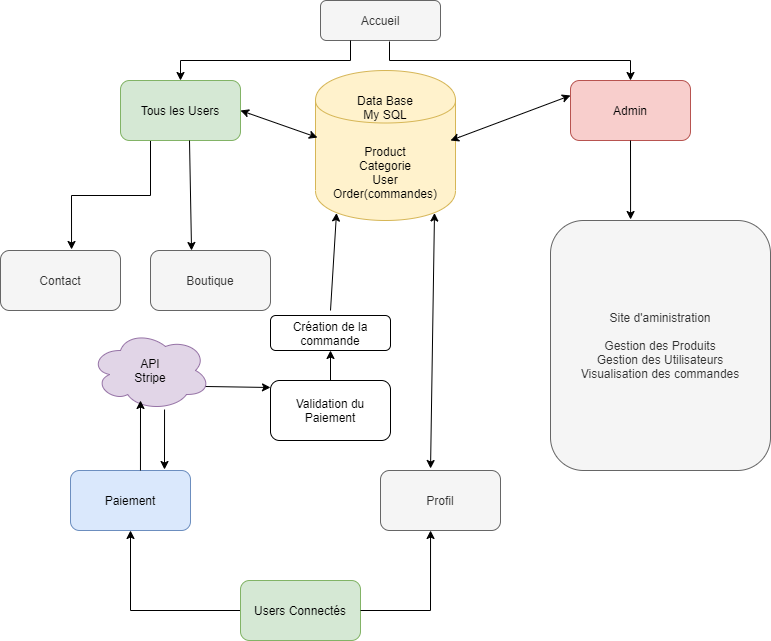 Accueil
Tous les Users
Data Base
My SQL
Product
Categorie
User
Order(commandes)
Admin
Contact
Boutique
Site d'aministration
Gestion des Produits
Gestion des Utilisateurs
Visualisation des commandes
Création de la
commande
API
Stripe
Validation du
Paiement
Paiement
Profil
Users Connectés